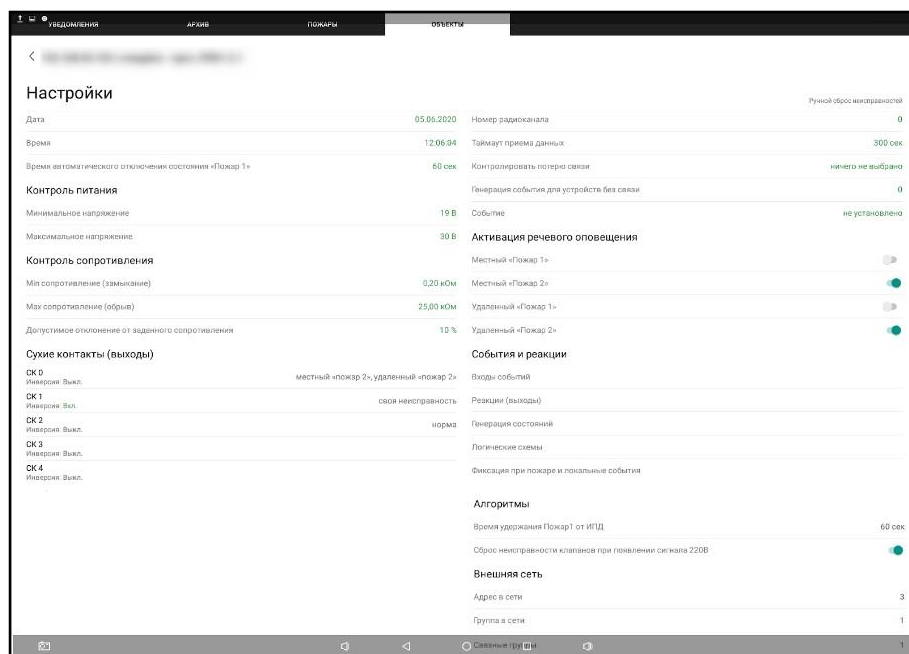 УВЕДОМЛЕНИЯ АРХИВ ПОЖАРЫ ОБЪЕКТЫ
Настройки
Дата 05.06.2020
Время 12:06:04
Время автоматического отключения состояния «Пожар 1» 60 сек
Контроль питания
Минимальное напряжение 19 В
Максимальное напряжение 30 В
Контроль сопротивления
Min сопротивление (замыкание) 0,20 кОм
Max сопротивление (обрыв) 25,00 кОм
Допустимое отклонение от заданного сопротивления 10 %
Сухие контакты (выходы)
СК 0 местный «пожар 2», удаленный «пожар 2»
Инверсия: Выкл.
СК 1 своя неисправность
Инверсия: Вкл.
СК 2 норма
Инверсия: Выкл.
СК 3
Инверсия: Выкл.
СК 4
Инверсия: Выкл.
Ручной сброс неисправностей
Номер радиоканала 0
Таймаут приема данных 300 сек
Контролировать потерю связи ничего не выбрано
Генерация события для устройств без связи 0
Событие не установлено
Активация речевого оповещения
Местный «Пожар 1»
Местный «Пожар 2»
Удаленный «Пожар 1»
Удаленный «Пожар 2»
События и реакции
Входы событий
Реакции (выходы)
Генерация состояний
Логические схемы
Фиксация при пожаре и локальные события
Алгоритмы
Время удержания Пожар1 от ИПД 60 сек
Сброс неисправности клапанов при появлении сигнала 220В
Внешняя сеть
Адрес в сети 3
Группа в сети 1
Связные группы 1